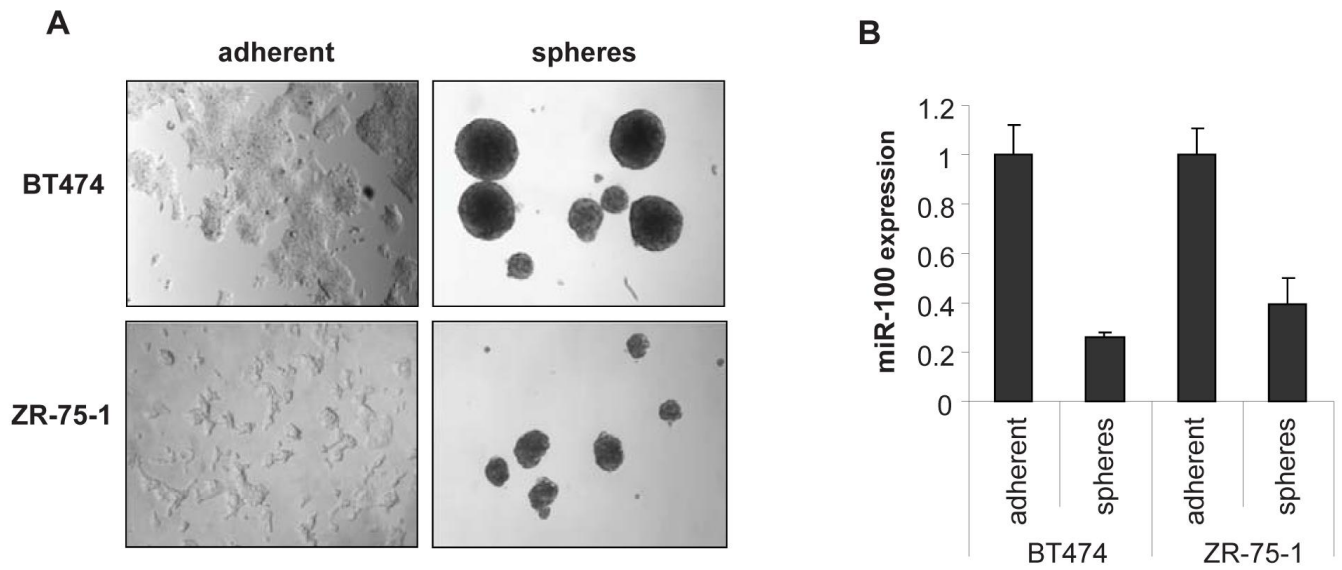 A
adherent spheres
BT474
ZR-75-1
B
miR-100 expression
1.2
1
0.8
0.6
0.4
0.2
0
adherent
spheres
adherent
spheres
BT474 ZR-75-1